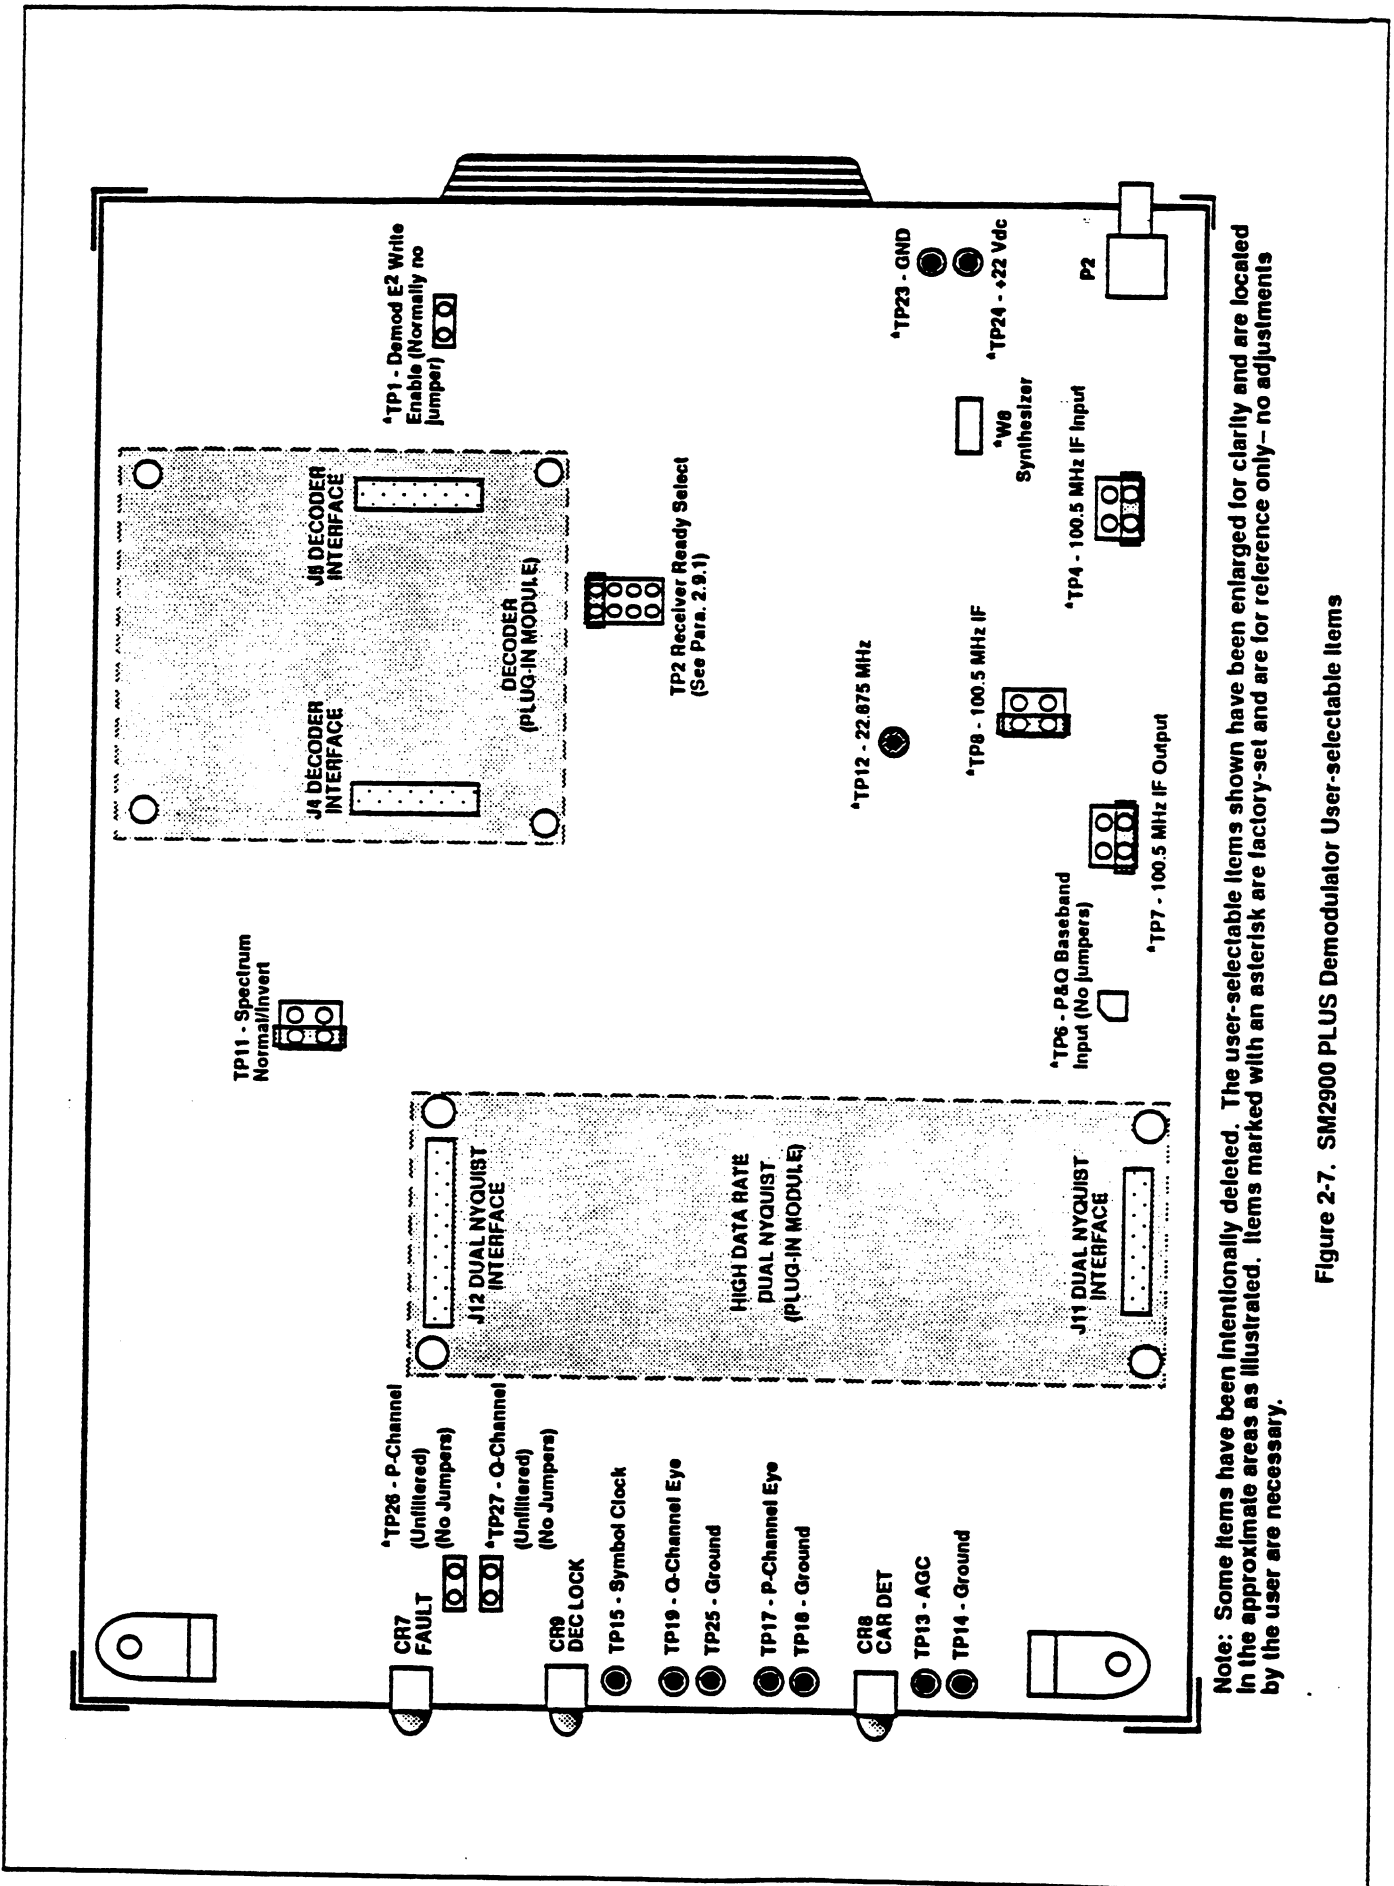 *TP1 - Demod E² Write
Enable (Normally no
jumper)
*TP23 - GND
*TP24 - +22 Vdc
P2
J8 DECODER
INTERFACE
J4 DECODER
INTERFACE
DECODER
(PLUG-IN MODULE)
TP2 Receiver Ready Select
(See Para. 2.9.1)
*W8
Synthesizer
*TP4 - 100.5 MHz IF Input
*TP12 - 22.875 MHz
*TP8 - 100.5 MHz IF
*TP7 - 100.5 MHz IF Output
*TP6 - P&Q Baseband
Input (No jumpers)
TP11 - Spectrum
Normal/Invert
J12 DUAL NYQUIST
INTERFACE
HIGH DATA RATE
DUAL NYQUIST
(PLUG-IN MODULE)
J11 DUAL NYQUIST
INTERFACE
*TP26 - P-Channel
(Unfiltered)
(No Jumpers)
*TP27 - Q-Channel
(Unfiltered)
(No Jumpers)
CR7
FAULT
CR9
DEC LOCK
TP15 - Symbol Clock
TP19 - Q-Channel Eye
TP25 - Ground
TP17 - P-Channel Eye
TP18 - Ground
CR8
CAR DET
TP13 - AGC
TP14 - Ground
Note: Some items have been intentionally deleted. The user-selectable items shown have been enlarged for clarity and are located
in the approximate areas as illustrated. Items marked with an asterisk are factory-set and are for reference only– no adjustments
by the user are necessary.
Figure 2-7. SM2900 PLUS Demodulator User-selectable Items